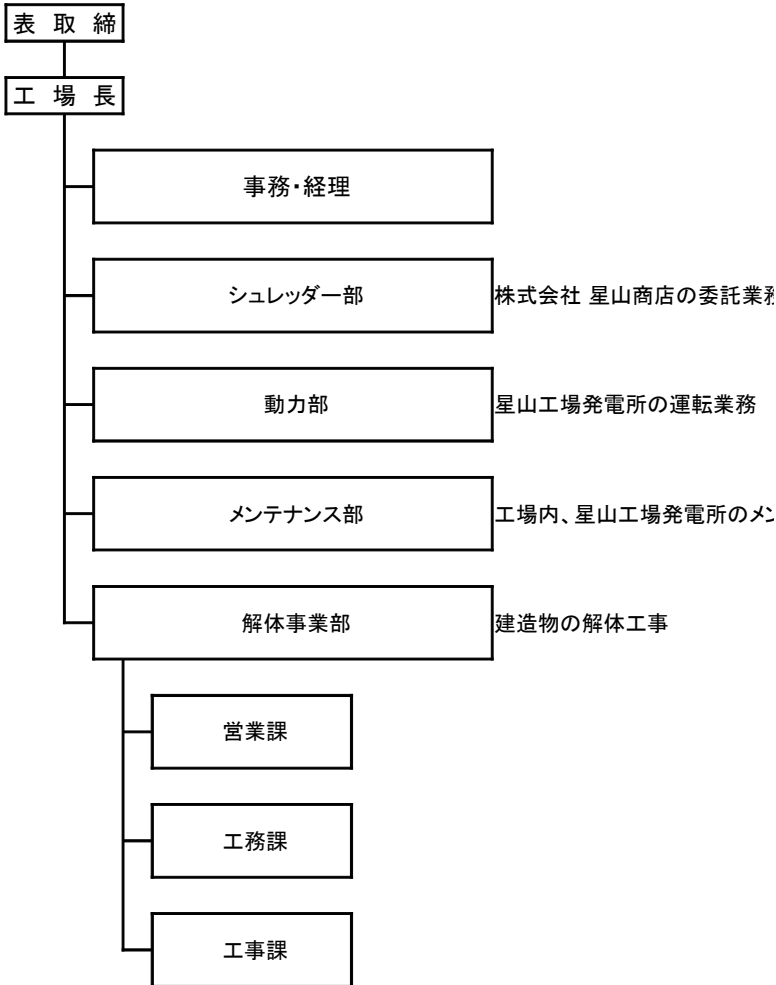 表 取 締
工 場 長
事務・経理
シュレッダー部
株式会社 星山商店の委託業務
動力部
星山工場発電所の運転業務
メンテナンス部
工場内、星山工場発電所のメン
解体事業部
建造物の解体工事
営業課
工務課
工事課